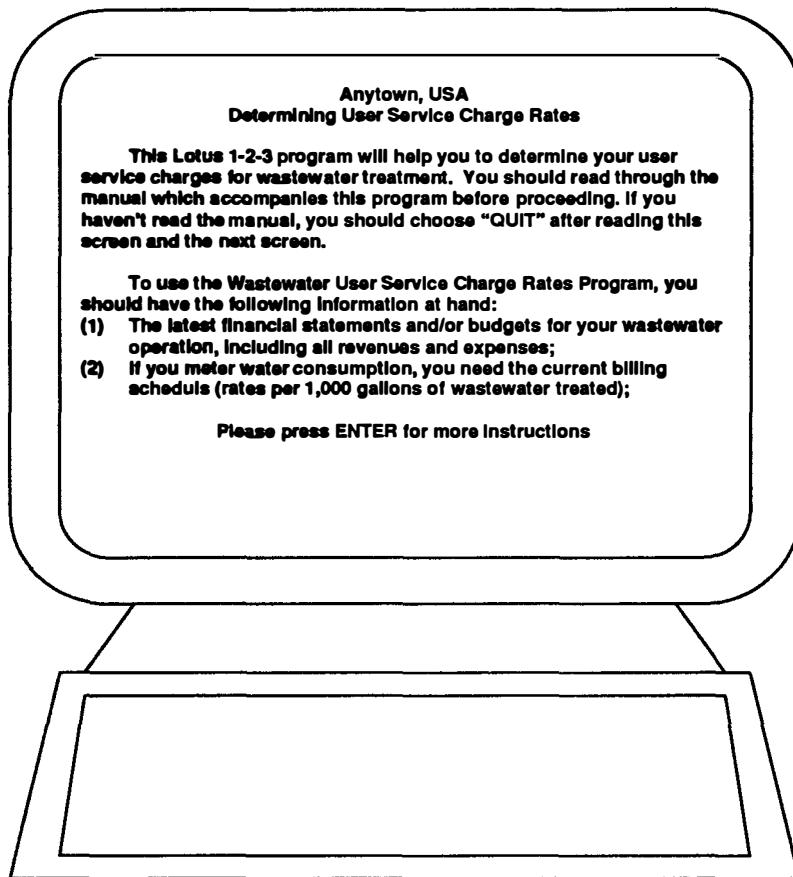 Anytown, USA
Determining User Service Charge Rates
This Lotus 1-2-3 program will help you to determine your user
service charges for wastewater treatment. You should read through the
manual which accompanies this program before proceeding. If you
haven't read the manual, you should choose "QUIT" after reading this
screen and the next screen.
To use the Wastewater User Service Charge Rates Program, you
should have the following information at hand:
(1) The latest financial statements and/or budgets for your wastewater
operation, including all revenues and expenses;
(2) If you meter water consumption, you need the current billing
scheduls (rates per 1,000 gallons of wastewater treated);
Please press ENTER for more instructions